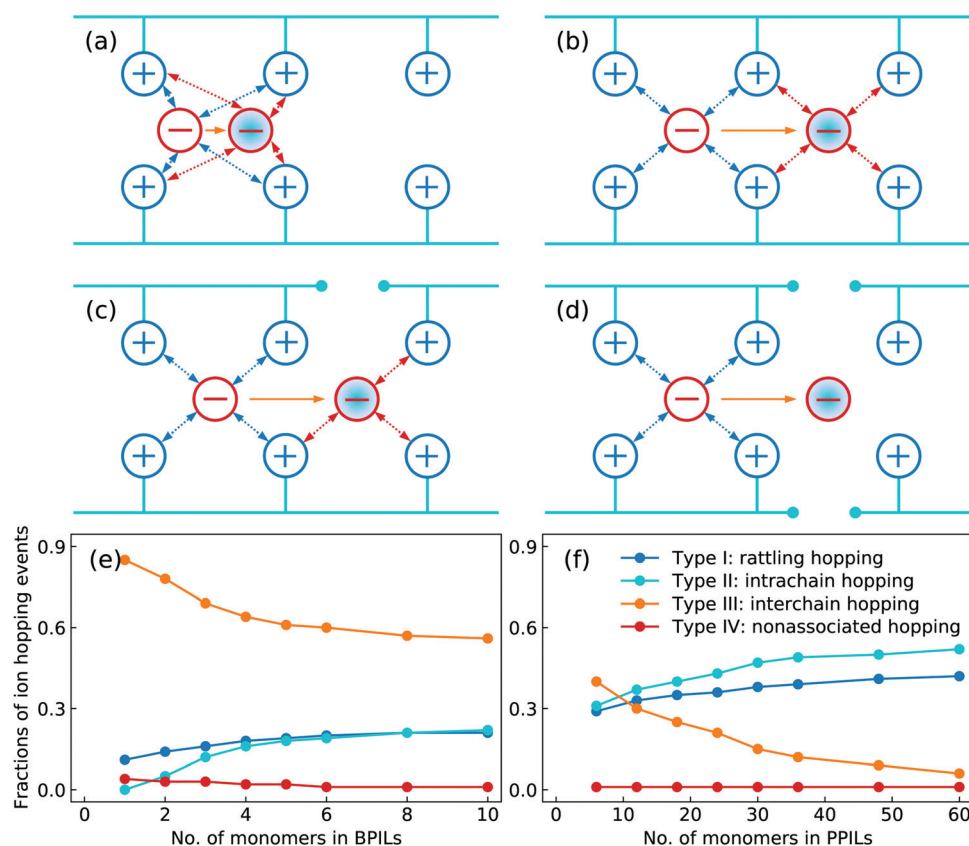 (a)
(b)
+ + +
+ + +
− −
− −
+ + +
+ + +
(c)
(d)
+ + +
+ + +
− −
− −
+ + +
+ + +
Fractions of ion hopping events
(e)
0.9
0.6
0.3
0.0
0 2 4 6 8 10
No. of monomers in BPILs
(f)
Type I: rattling hopping
Type II: intrachain hopping
Type III: interchain hopping
Type IV: nonassociated hopping
0.9
0.6
0.3
0.0
0 10 20 30 40 50 60
No. of monomers in PPILs